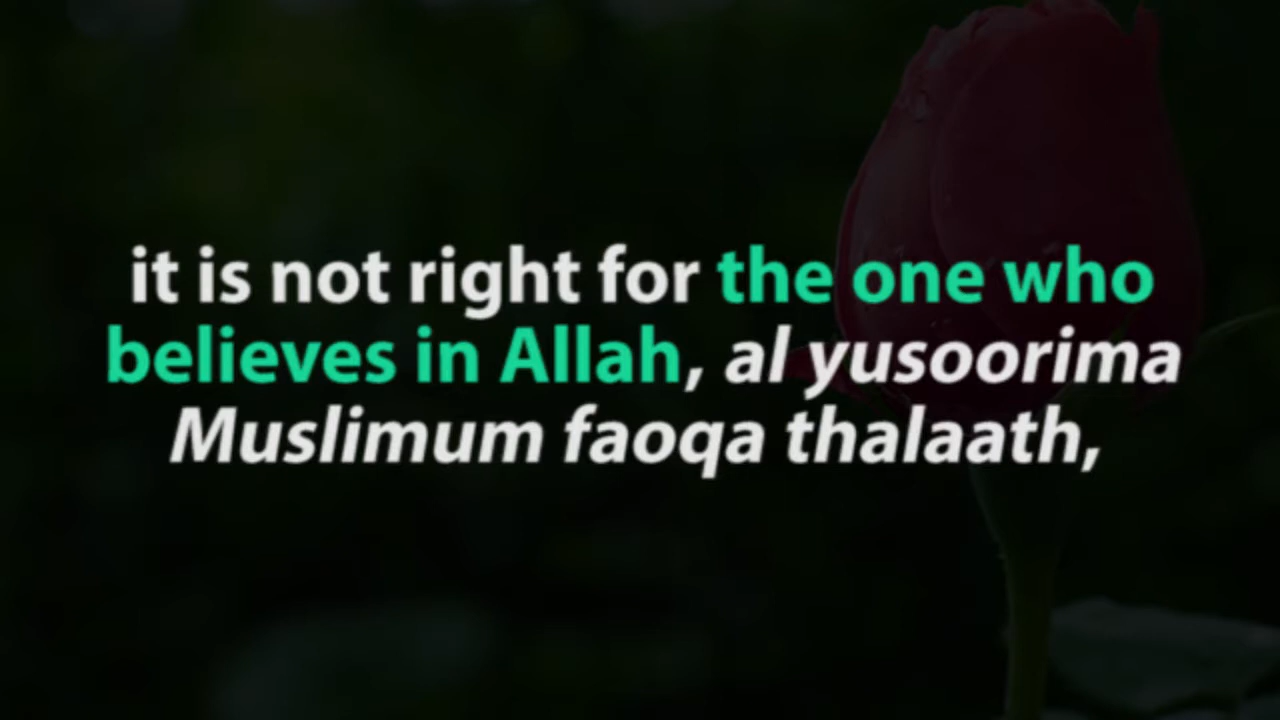 it is not right for the one who
believes in Allah, al yusoorima
Muslimum faoqa thalaath,